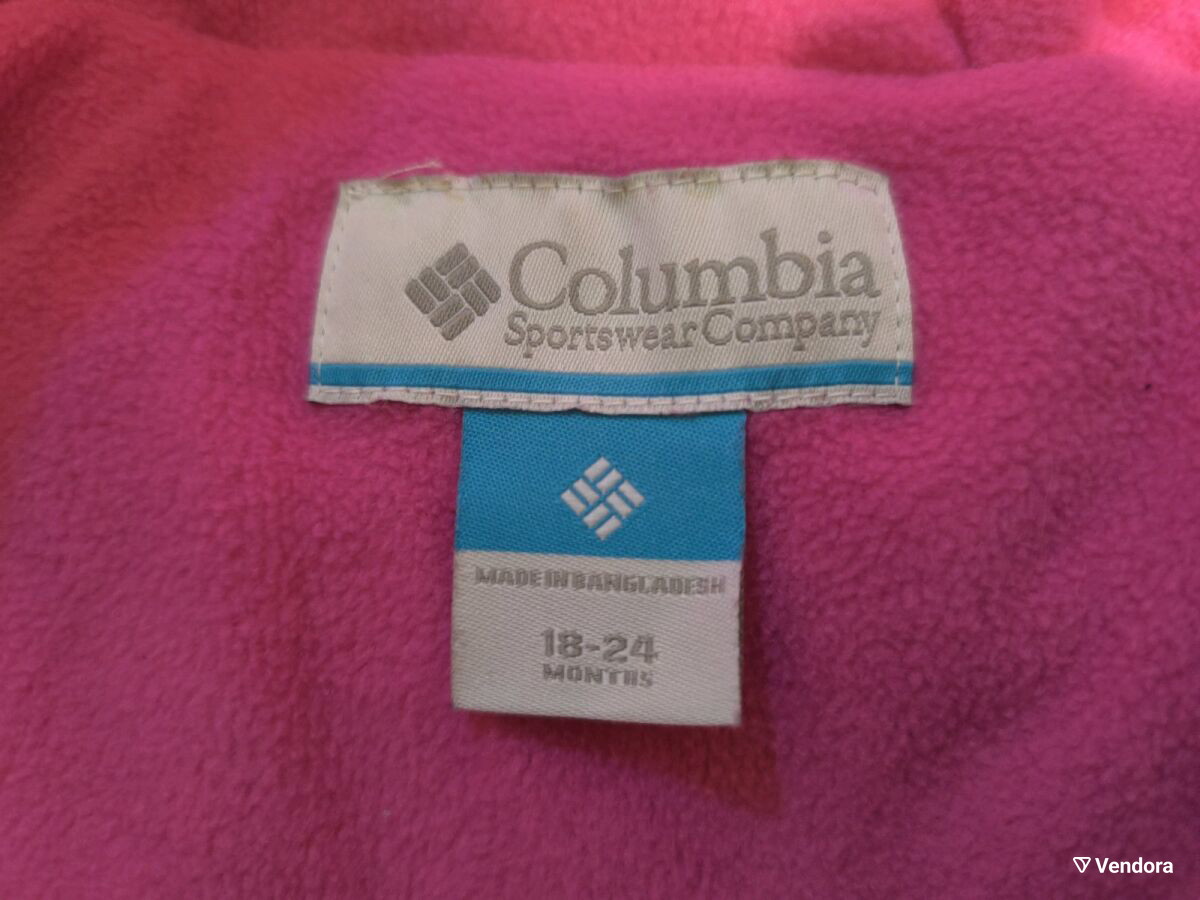 Columbia
Sportswear Company
MADE IN BANGLADESH
18-24
MONTHS
Vendora